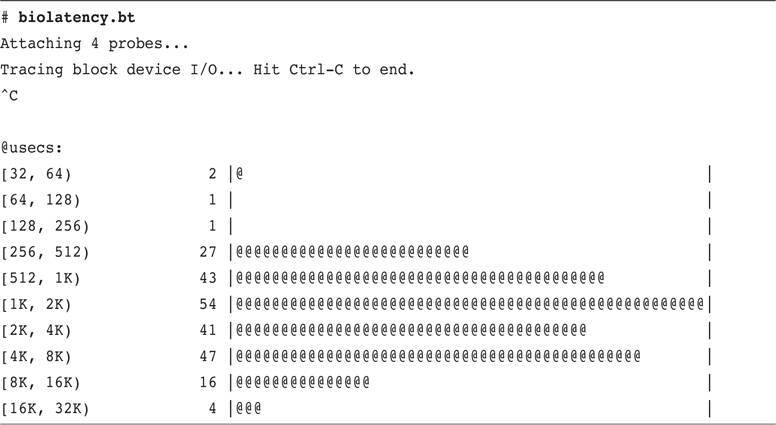 # biolatency.bt
Attaching 4 probes...
Tracing block device I/O... Hit Ctrl-C to end.
^C
@usecs:
[32, 64)              2 |@                                                   |
[64, 128)             1 |                                                    |
[128, 256)            1 |                                                    |
[256, 512)           27 |@@@@@@@@@@@@@@@@@@@@@@@@@@                          |
[512, 1K)            43 |@@@@@@@@@@@@@@@@@@@@@@@@@@@@@@@@@@@@@@@@@           |
[1K, 2K)             54 |@@@@@@@@@@@@@@@@@@@@@@@@@@@@@@@@@@@@@@@@@@@@@@@@@@@@|
[2K, 4K)             41 |@@@@@@@@@@@@@@@@@@@@@@@@@@@@@@@@@@@@@@@             |
[4K, 8K)             47 |@@@@@@@@@@@@@@@@@@@@@@@@@@@@@@@@@@@@@@@@@@@@@       |
[8K, 16K)            16 |@@@@@@@@@@@@@@@                                     |
[16K, 32K)            4 |@@@                                                 |